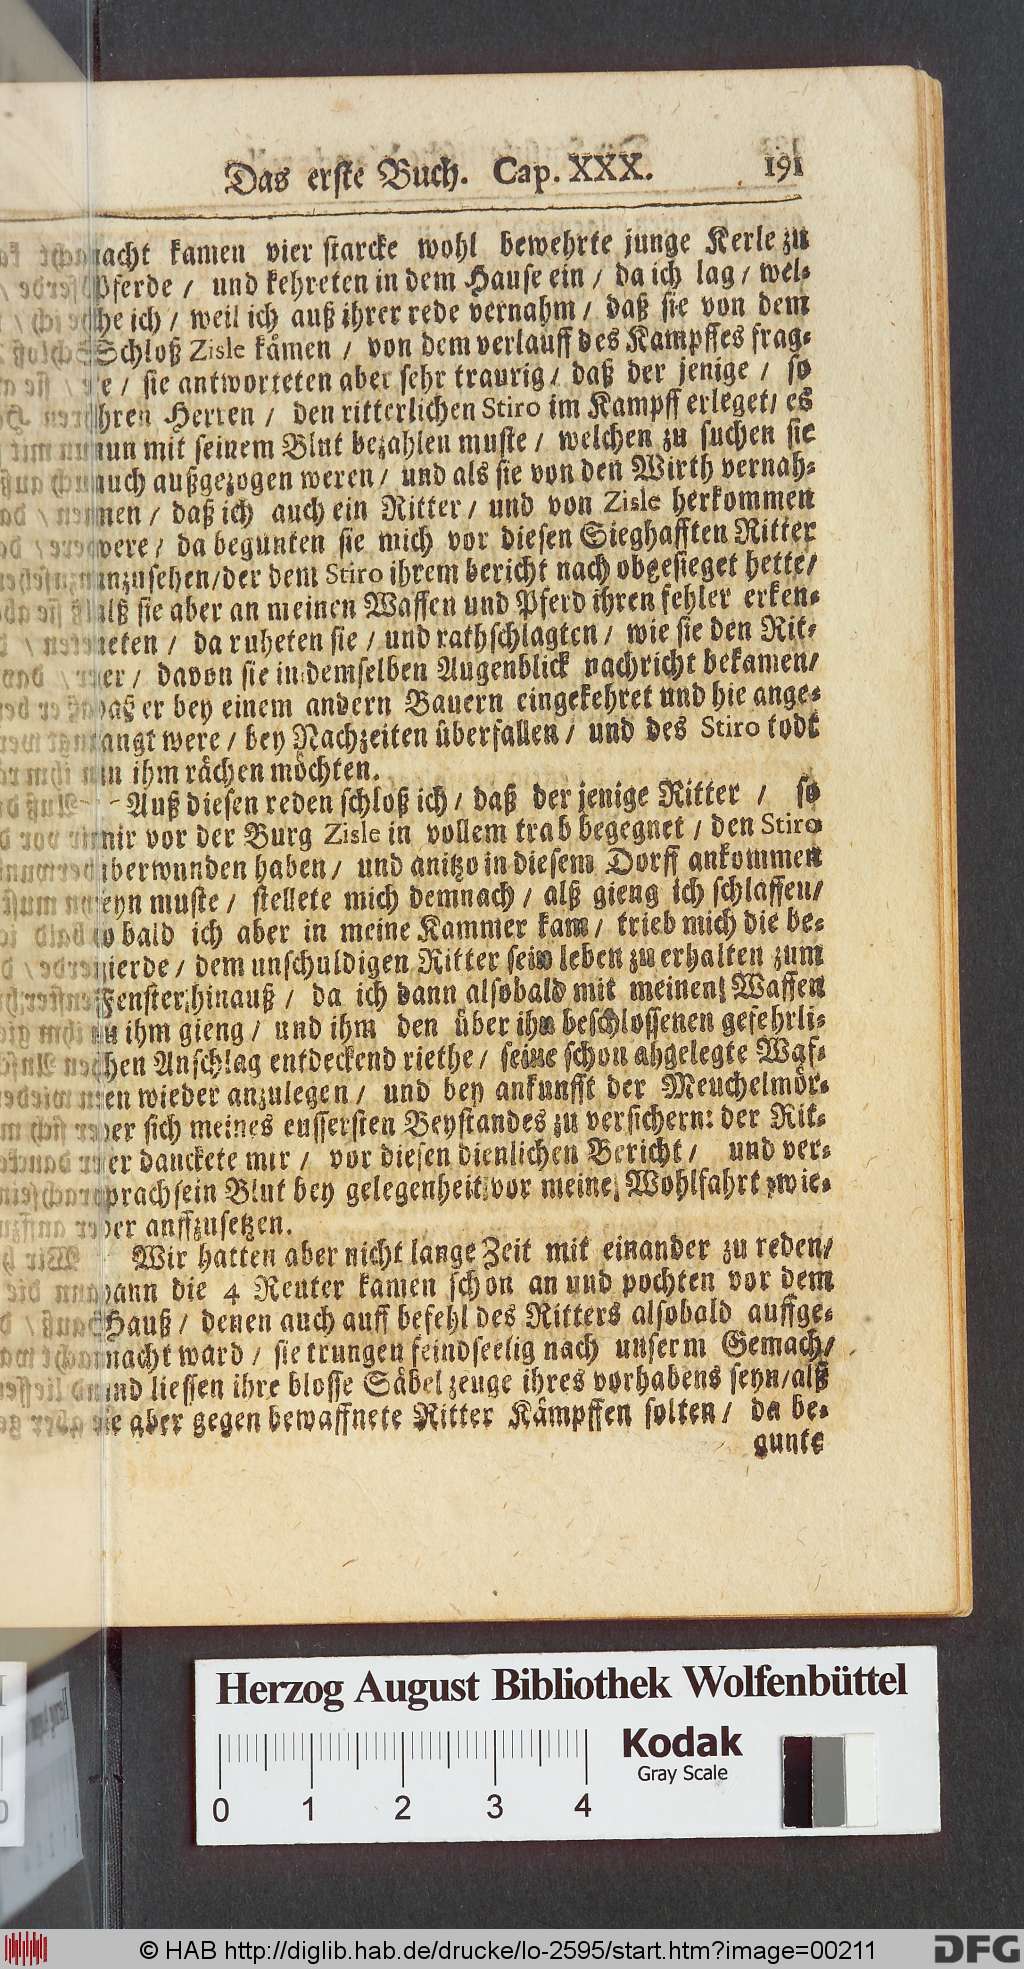 Das erste Buch. Cap. XXX. 191
nacht kamen vier starcke wohl bewehrte junge Kerle zu
Pferde / und kehreten in dem Hause ein / da ich lag / wel-
che ich / weil ich auß ihrer rede vernahm / daß sie von dem
Schloß Zisle kåmen / von dem verlauff des Kampffes frag-
te / sie antworteten aber sehr traurig / daß der jenige / so
ihren Herren / den ritterlichen Stiro im Kampff erleget / es
nun mit seinem Blut bezahlen muste / welchen zu suchen sie
auch außgezogen weren / und als sie von den Wirth vernah-
men / daß ich auch ein Ritter / und von Zisle herkommen
were / da begunten sie mich vor diesen Sieghafften Ritter
anzusehen / der dem Stiro ihrem bericht nach obgesieget hette /
alß sie aber an meinen Waffen und Pferd ihren fehler erken-
neten / da ruheten sie / und rathschlagten / wie sie den Rit-
ter / davon sie in demselben Augenblick nachricht bekamen /
daß er bey einem andern Bauern eingekehret und hie ange-
langt were / bey Nachzeiten überfallen / und des Stiro todt
an ihm rächen möchten.
Auß diesen reden schloß ich / daß der jenige Ritter / so
mir vor der Burg Zisle in vollem trab begegnet / den Stiro
überwunden haben / und anitzo in diesem Dorff ankommen
seyn muste / stellete mich demnach / alß gieng ich schlaffen /
so bald ich aber in meine Kammer kam / trieb mich die be-
gierde / dem unschuldigen Ritter sein leben zu erhalten zum
Fenster hinauß / da ich dann alsobald mit meinen Waffen
zu ihm gieng / und ihm den über ihn beschlossenen gefehrli-
chen Anschlag entdeckend riethe / seine schon abgelegte Waf-
fen wieder anzulegen / und bey ankunfft der Meuchelmör-
der sich meines eussersten Beystandes zu versichern: der Rit-
ter danckete mir / vor diesen dienlichen Bericht / und ver-
sprach sein Blut bey gelegenheit vor meine Wohlfahrt wie-
der auffzusetzen.
Wir hatten aber nicht lange Zeit mit einander zu reden /
dann die 4 Reuter kamen schon an und pochten vor dem
Hauß / denen auch auff befehl des Ritters alsobald auffge-
macht ward / sie trungen feindseelig nach unserm Gemach /
und liessen ihre blosse Säbel zeuge ihres vorhabens seyn / alß
sie aber gegen bewaffnete Ritter Kåmpffen solten / da be-
gunte
Herzog August Bibliothek Wolfenbüttel
Kodak
Gray Scale
0 1 2 3 4
© HAB http://diglib.hab.de/drucke/lo-2595/start.htm?image=00211
DFG